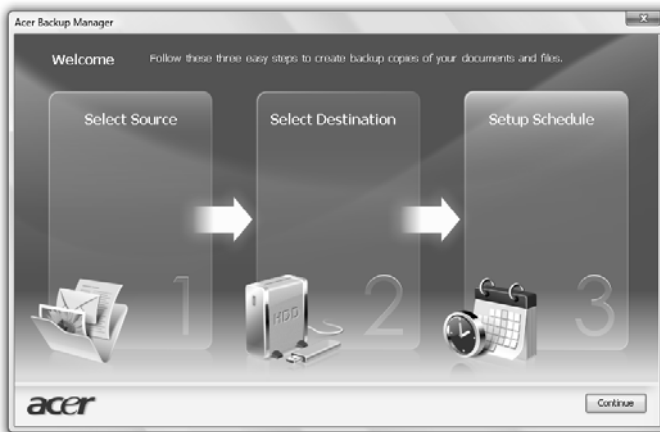 Acer Backup Manager
Welcome Follow these three easy steps to create backup copies of your documents and files.
Select Source
Select Destination
Setup Schedule
HDD
1
2
3
acer
Continue